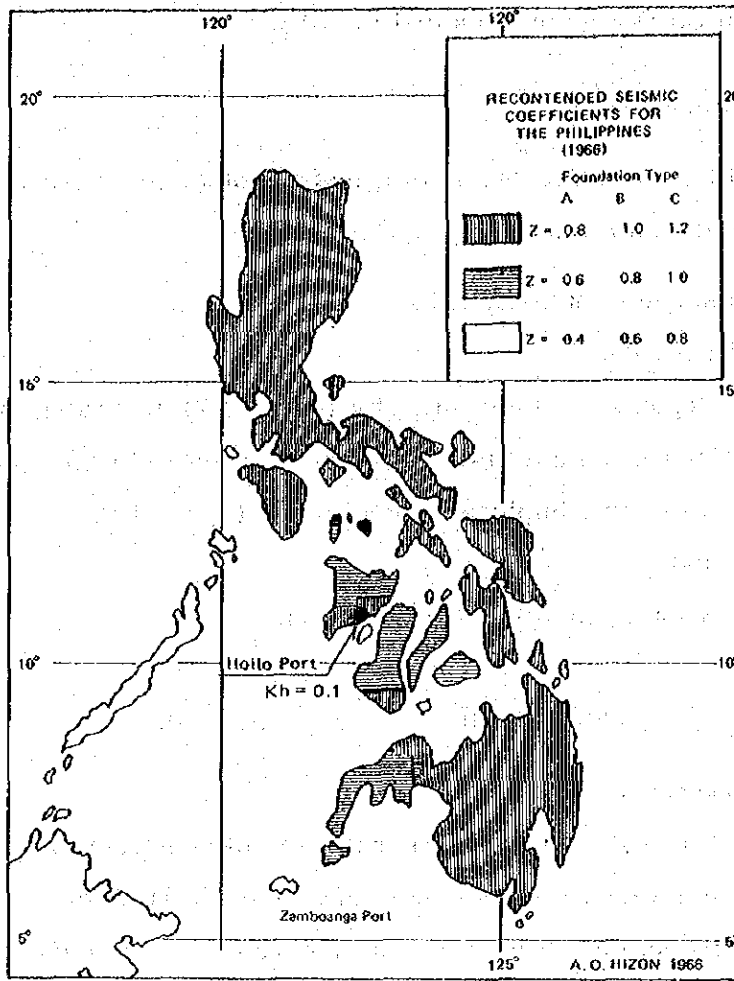 120°
120°
20°
20
RECONTENDED SEISMIC
COEFFICIENTS FOR
THE PHILIPPINES
(1966)
Foundation Type
A B C
Z = 0.8 1.0 1.2
Z = 0.6 0.8 1.0
Z = 0.4 0.6 0.8
15°
15
10°
10
Iloilo Port
Kh = 0.1
Zamboanga Port
5°
5
125°
A. O. HIZON 1966